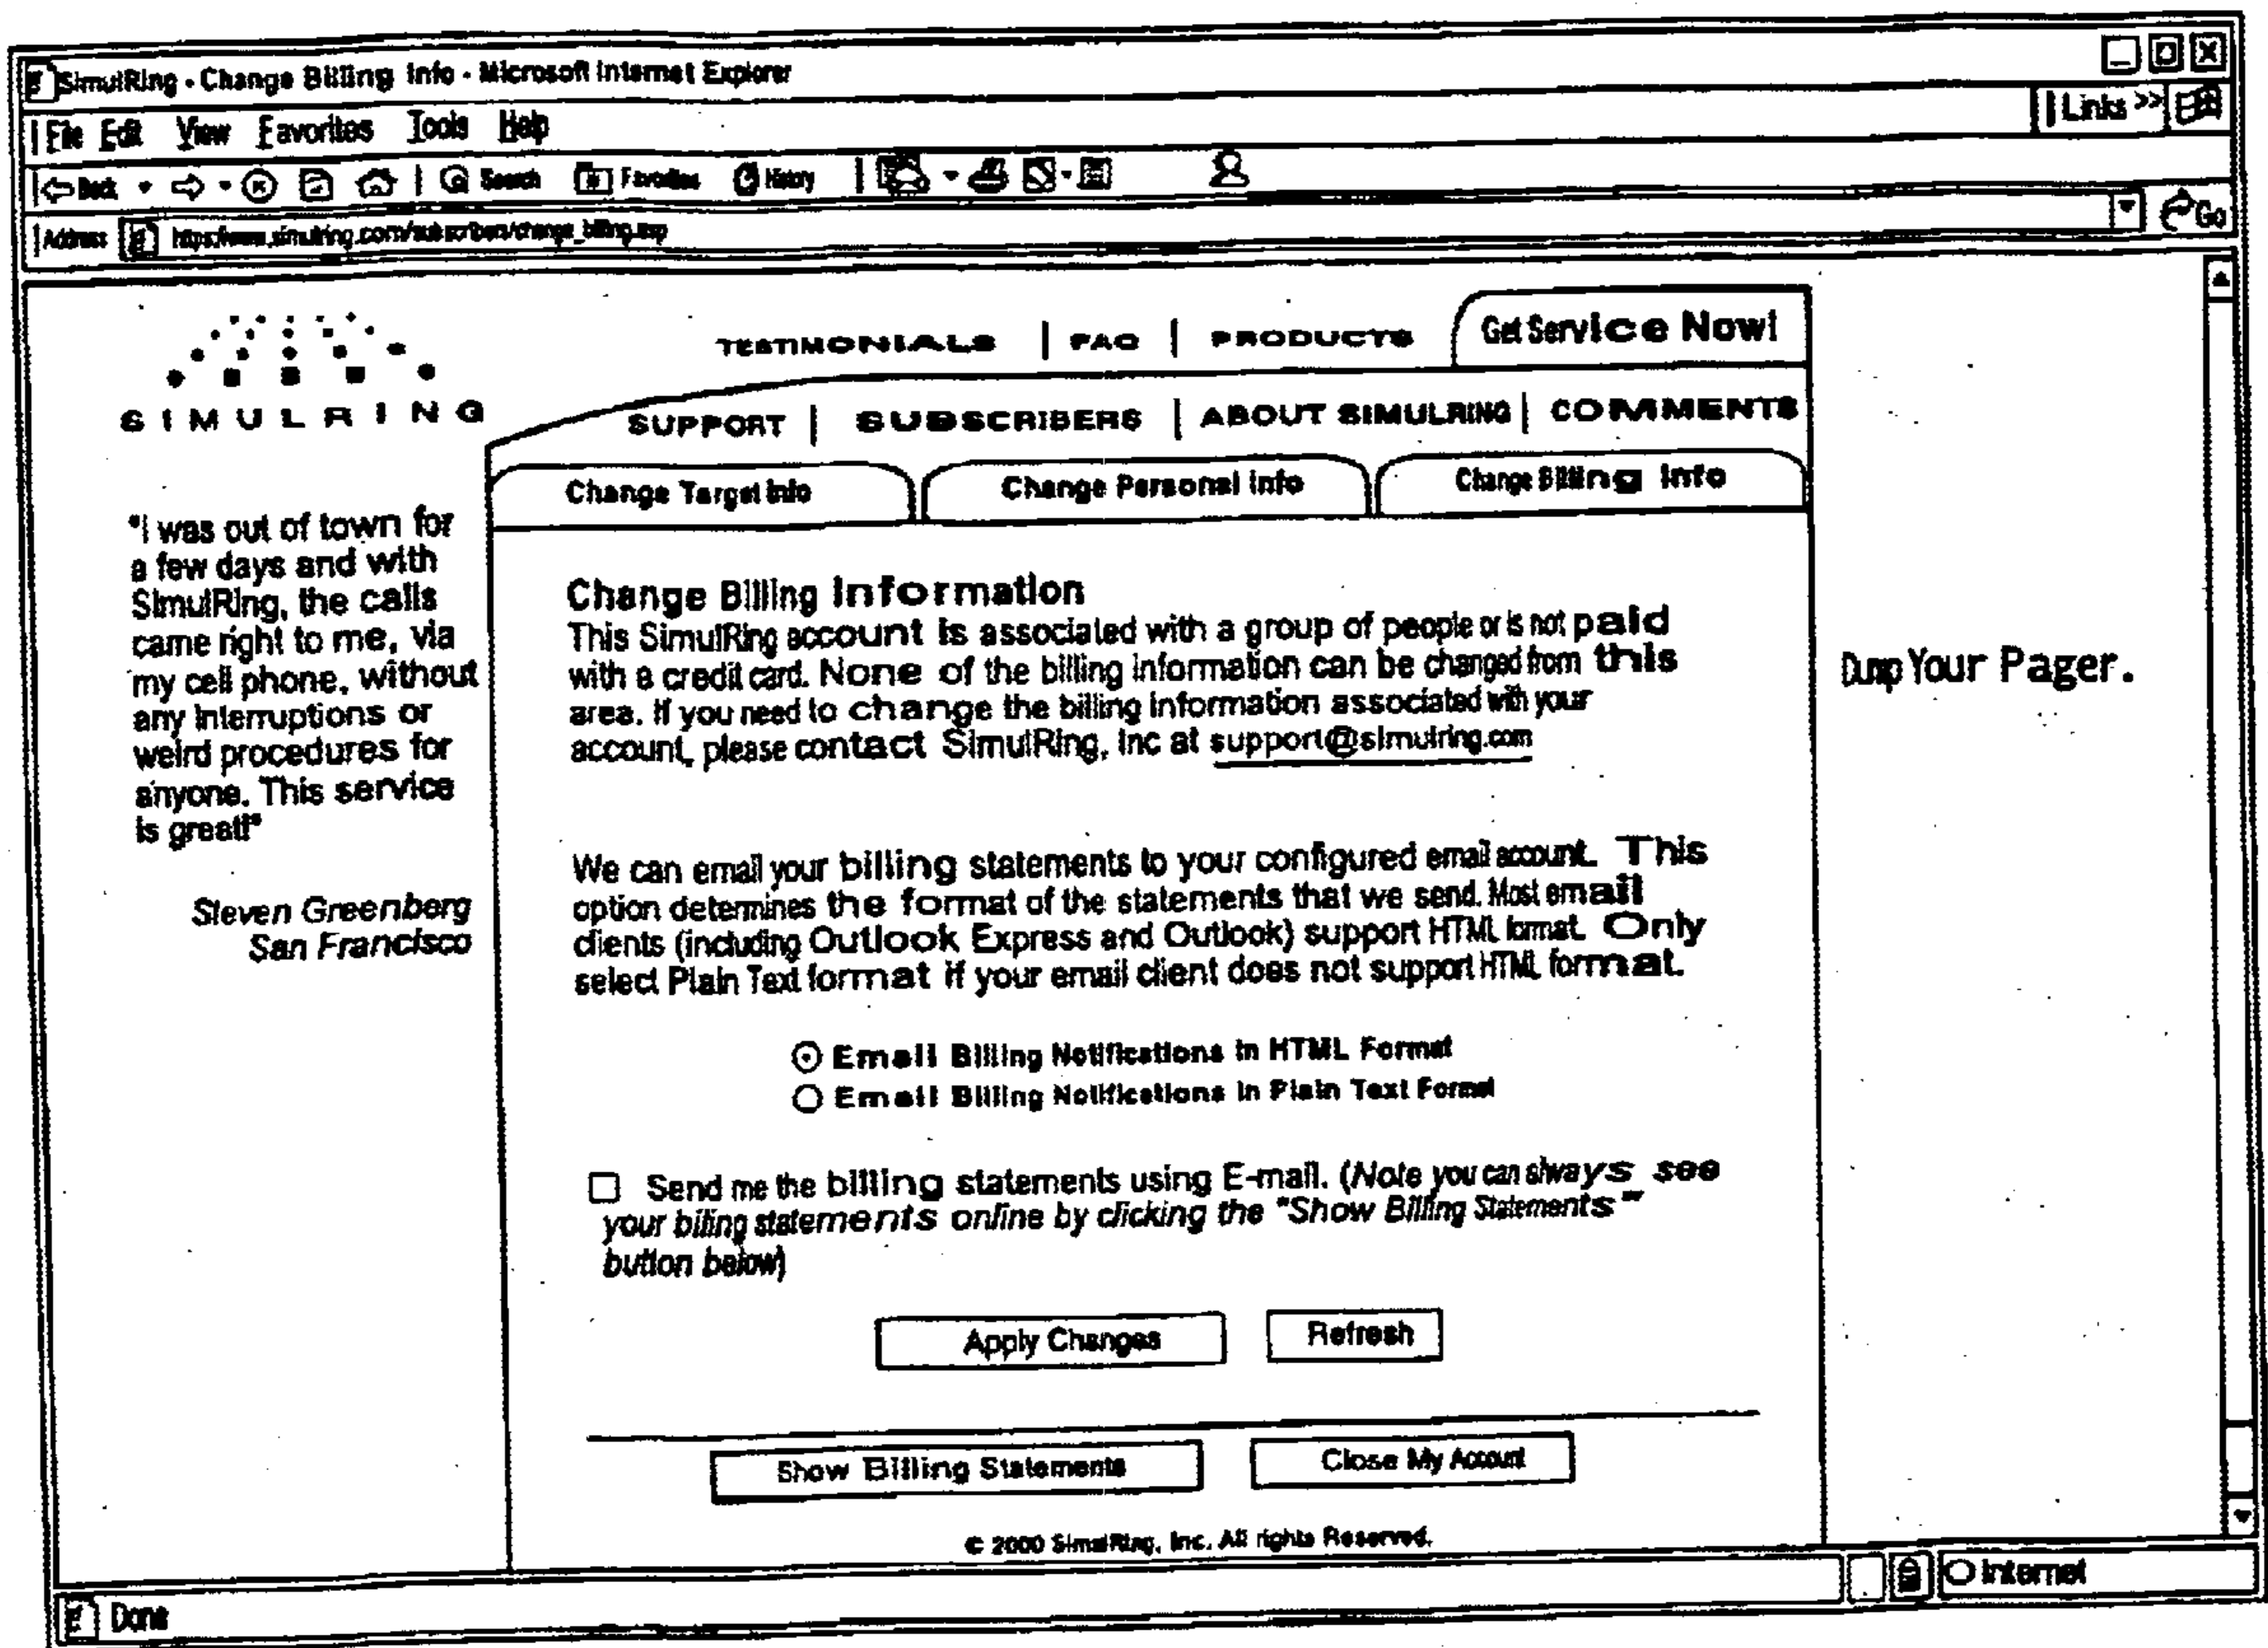 SimulRing - Change Billing Info - Microsoft Internet Explorer
File Edit View Favorites Tools Help
Links >>
Back Search Favorites History
Address https://www.simulring.com/subscribers/change_billing.asp
Go
TESTIMONIALS | FAQ | PRODUCTS
Get Service Now!
SIMULRING
SUPPORT | SUBSCRIBERS | ABOUT SIMULRING | COMMENTS
Change Target Info
Change Personal Info
Change Billing Info
"I was out of town for
a few days and with
SimulRing, the calls
came right to me, via
my cell phone, without
any interruptions or
weird procedures for
anyone. This service
is great!"
Steven Greenberg
San Francisco
Change Billing Information
This SimulRing account is associated with a group of people or is not paid
with a credit card. None of the billing information can be changed from this
area. If you need to change the billing information associated with your
account, please contact SimulRing, Inc at support@simulring.com
Dump Your Pager.
We can email your billing statements to your configured email account. This
option determines the format of the statements that we send. Most email
clients (including Outlook Express and Outlook) support HTML format. Only
select Plain Text format if your email client does not support HTML format.
Email Billing Notifications in HTML Format
Email Billing Notifications in Plain Text Format
Send me the billing statements using E-mail. (Note you can always see
your billing statements online by clicking the "Show Billing Statements"
button below)
Apply Changes
Refresh
Show Billing Statements
Close My Account
© 2000 SimulRing, Inc. All rights Reserved.
Done
Internet